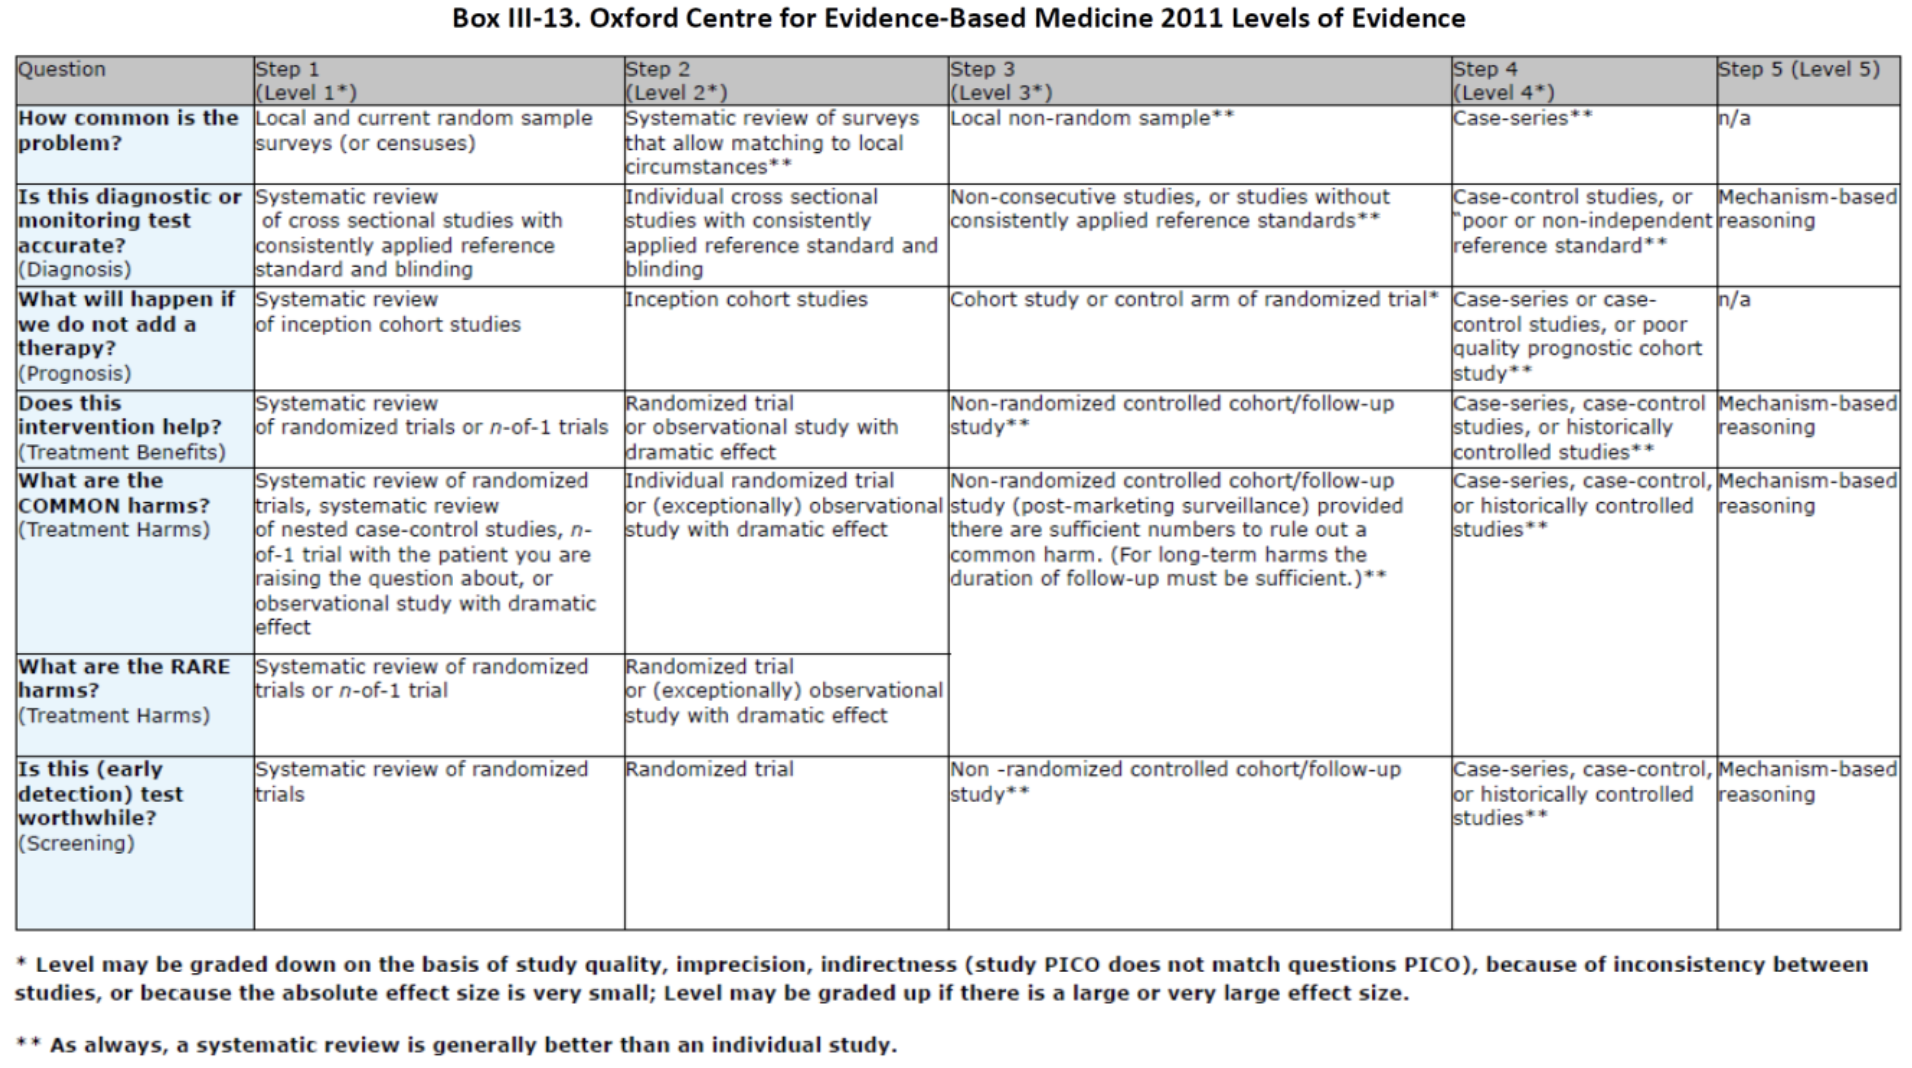 Box III-13. Oxford Centre for Evidence-Based Medicine 2011 Levels of Evidence
Question
Step 1
(Level 1*)
Step 2
(Level 2*)
Step 3
(Level 3*)
Step 4
(Level 4*)
Step 5 (Level 5)
How common is the
problem?
Local and current random sample
surveys (or censuses)
Systematic review of surveys
that allow matching to local
circumstances**
Local non-random sample**
Case-series**
n/a
Is this diagnostic or
monitoring test
accurate?
(Diagnosis)
Systematic review
of cross sectional studies with
consistently applied reference
standard and blinding
Individual cross sectional
studies with consistently
applied reference standard and
blinding
Non-consecutive studies, or studies without
consistently applied reference standards**
Case-control studies, or
"poor or non-independent
reference standard**
Mechanism-based
reasoning
What will happen if
we do not add a
therapy?
(Prognosis)
Systematic review
of inception cohort studies
Inception cohort studies
Cohort study or control arm of randomized trial*
Case-series or case-
control studies, or poor
quality prognostic cohort
study**
n/a
Does this
intervention help?
(Treatment Benefits)
Systematic review
of randomized trials or n-of-1 trials
Randomized trial
or observational study with
dramatic effect
Non-randomized controlled cohort/follow-up
study**
Case-series, case-control
studies, or historically
controlled studies**
Mechanism-based
reasoning
What are the
COMMON harms?
(Treatment Harms)
Systematic review of randomized
trials, systematic review
of nested case-control studies, n-
of-1 trial with the patient you are
raising the question about, or
observational study with dramatic
effect
Individual randomized trial
or (exceptionally) observational
study with dramatic effect
Non-randomized controlled cohort/follow-up
study (post-marketing surveillance) provided
there are sufficient numbers to rule out a
common harm. (For long-term harms the
duration of follow-up must be sufficient.)**
Case-series, case-control,
or historically controlled
studies**
Mechanism-based
reasoning
What are the RARE
harms?
(Treatment Harms)
Systematic review of randomized
trials or n-of-1 trial
Randomized trial
or (exceptionally) observational
study with dramatic effect
Is this (early
detection) test
worthwhile?
(Screening)
Systematic review of randomized
trials
Randomized trial
Non -randomized controlled cohort/follow-up
study**
Case-series, case-control,
or historically controlled
studies**
Mechanism-based
reasoning
* Level may be graded down on the basis of study quality, imprecision, indirectness (study PICO does not match questions PICO), because of inconsistency between
studies, or because the absolute effect size is very small; Level may be graded up if there is a large or very large effect size.
** As always, a systematic review is generally better than an individual study.